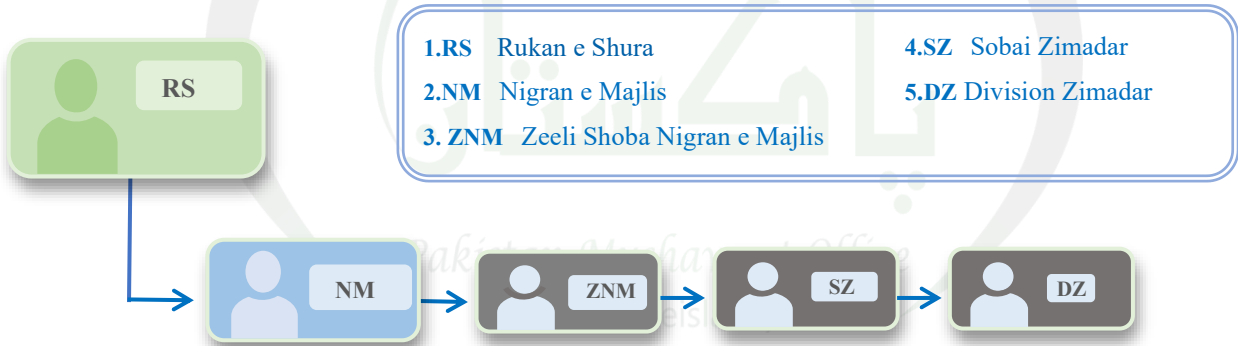 RS
1.RS Rukan e Shura
2.NM Nigran e Majlis
3. ZNM Zeeli Shoba Nigran e Majlis
4.SZ Sobai Zimadar
5.DZ Division Zimadar
پاکستان
NM
ZNM
SZ
DZ